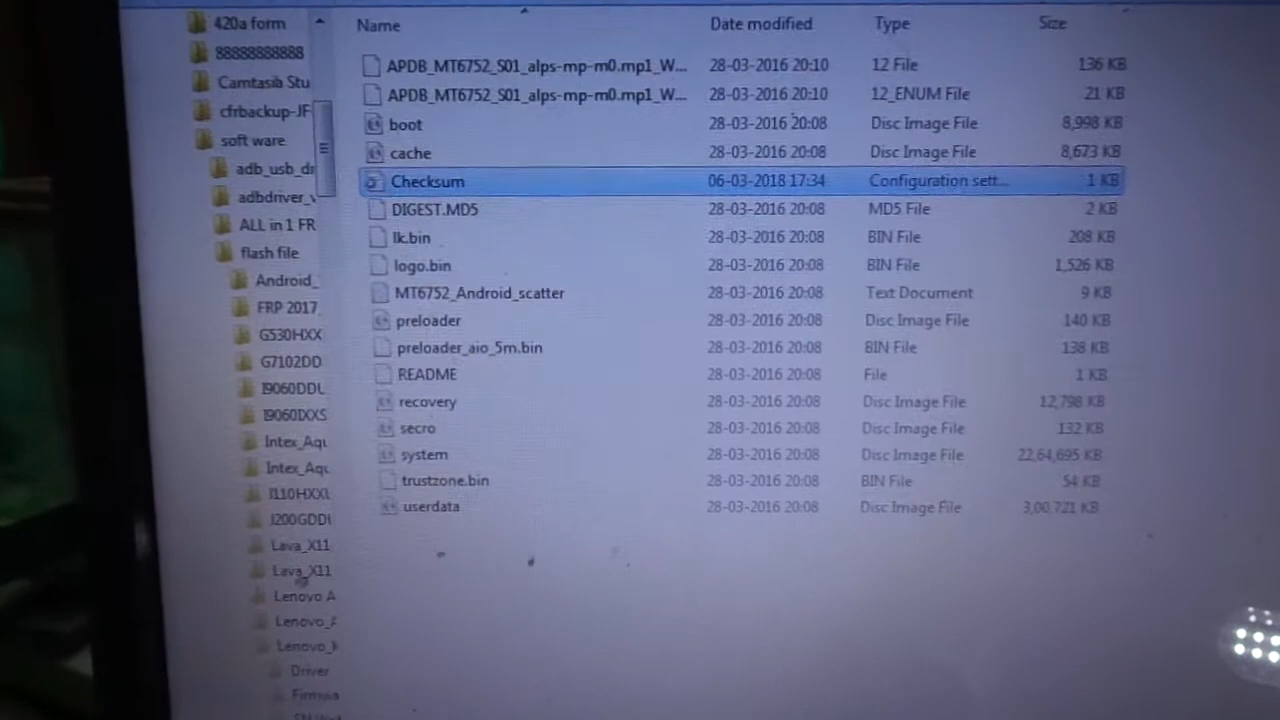 420a form
88888888888
Camtasia Stu
cfrbackup-JF
soft ware
adb_usb_dr
adbdriver_v
ALL in 1 FR
flash file
Android_
FRP 2017_
G530HXX
G7102DD
I9060DDU
I9060IXXS
Intex_Aqu
Intex_Aqu
J110HXXU
J200GDDU
Lava_X11
Lava_X11
Lenovo A
Lenovo_A
Lenovo_K
Driver
Firmwa
Name Date modified Type Size
APDB_MT6752_S01_alps-mp-m0.mp1_W... 28-03-2016 20:10 12 File 136 KB
APDB_MT6752_S01_alps-mp-m0.mp1_W... 28-03-2016 20:10 12_ENUM File 21 KB
boot 28-03-2016 20:08 Disc Image File 8,998 KB
cache 28-03-2016 20:08 Disc Image File 8,673 KB
Checksum 06-03-2018 17:34 Configuration sett... 1 KB
DIGEST.MD5 28-03-2016 20:08 MD5 File 2 KB
lk.bin 28-03-2016 20:08 BIN File 208 KB
logo.bin 28-03-2016 20:08 BIN File 1,526 KB
MT6752_Android_scatter 28-03-2016 20:08 Text Document 9 KB
preloader 28-03-2016 20:08 Disc Image File 140 KB
preloader_aio_5m.bin 28-03-2016 20:08 BIN File 138 KB
README 28-03-2016 20:08 File 1 KB
recovery 28-03-2016 20:08 Disc Image File 12,798 KB
secro 28-03-2016 20:08 Disc Image File 132 KB
system 28-03-2016 20:08 Disc Image File 22,64,695 KB
trustzone.bin 28-03-2016 20:08 BIN File 54 KB
userdata 28-03-2016 20:08 Disc Image File 3,00,721 KB